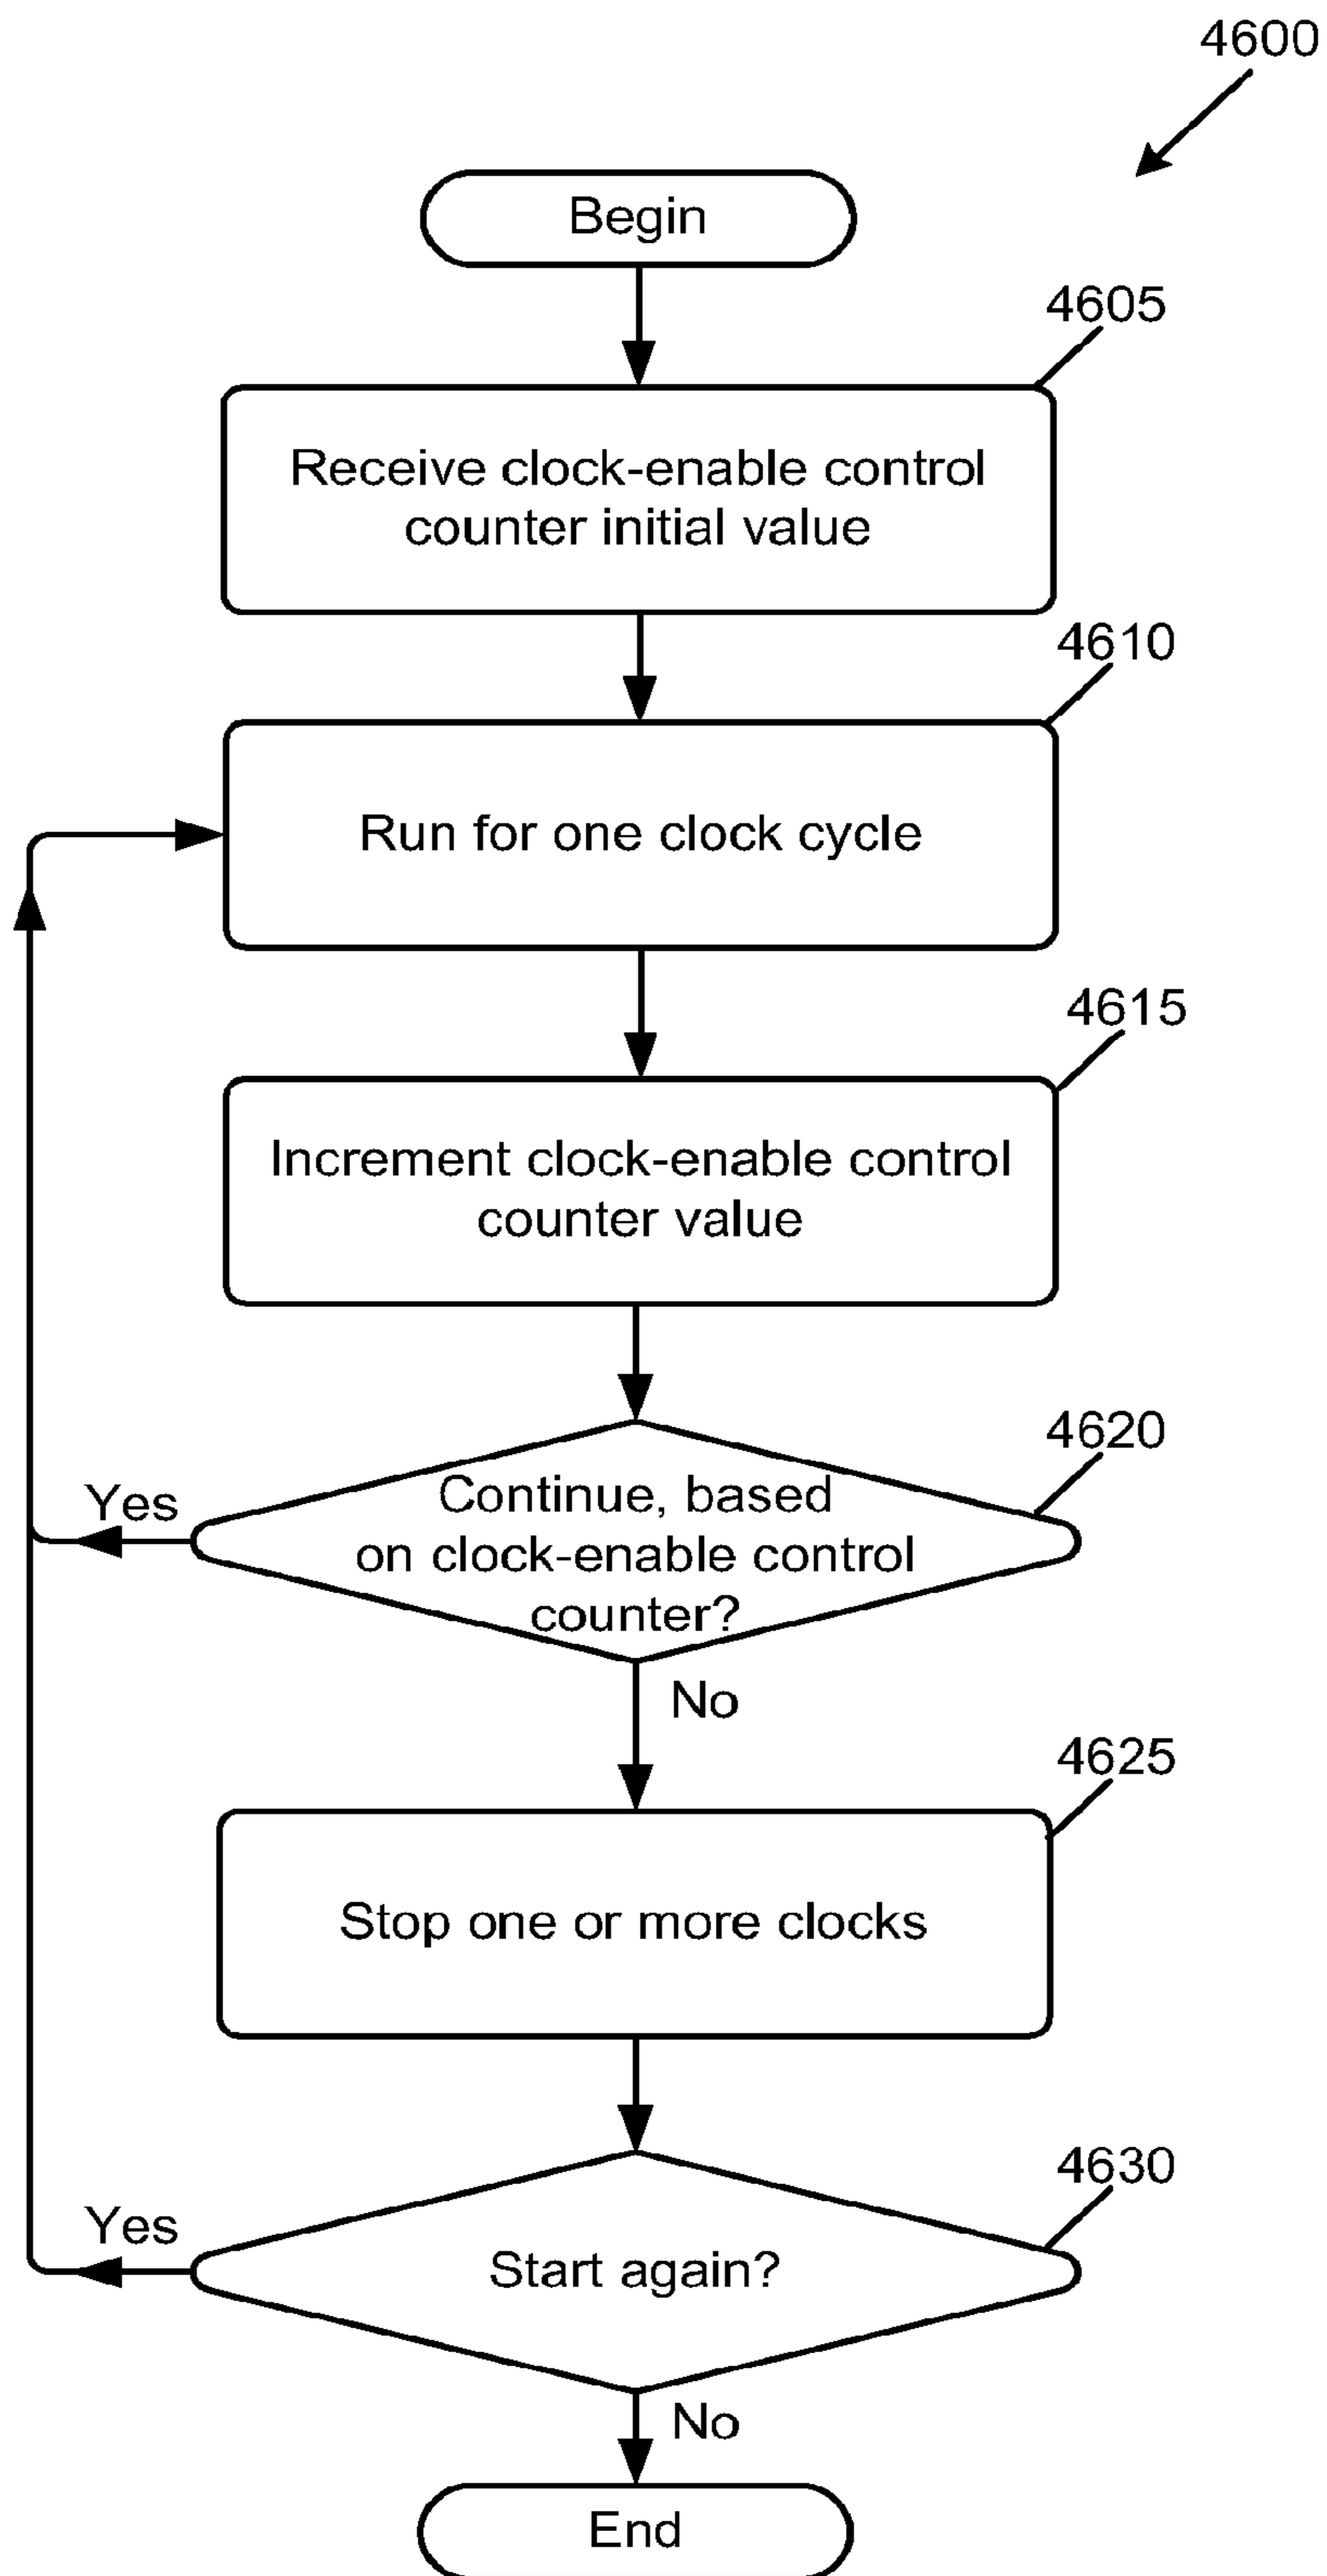 4600
Begin
4605
Receive clock-enable control
counter initial value
4610
Run for one clock cycle
4615
Increment clock-enable control
counter value
4620
Yes
Continue, based
on clock-enable control
counter?
No
4625
Stop one or more clocks
4630
Yes
Start again?
No
End